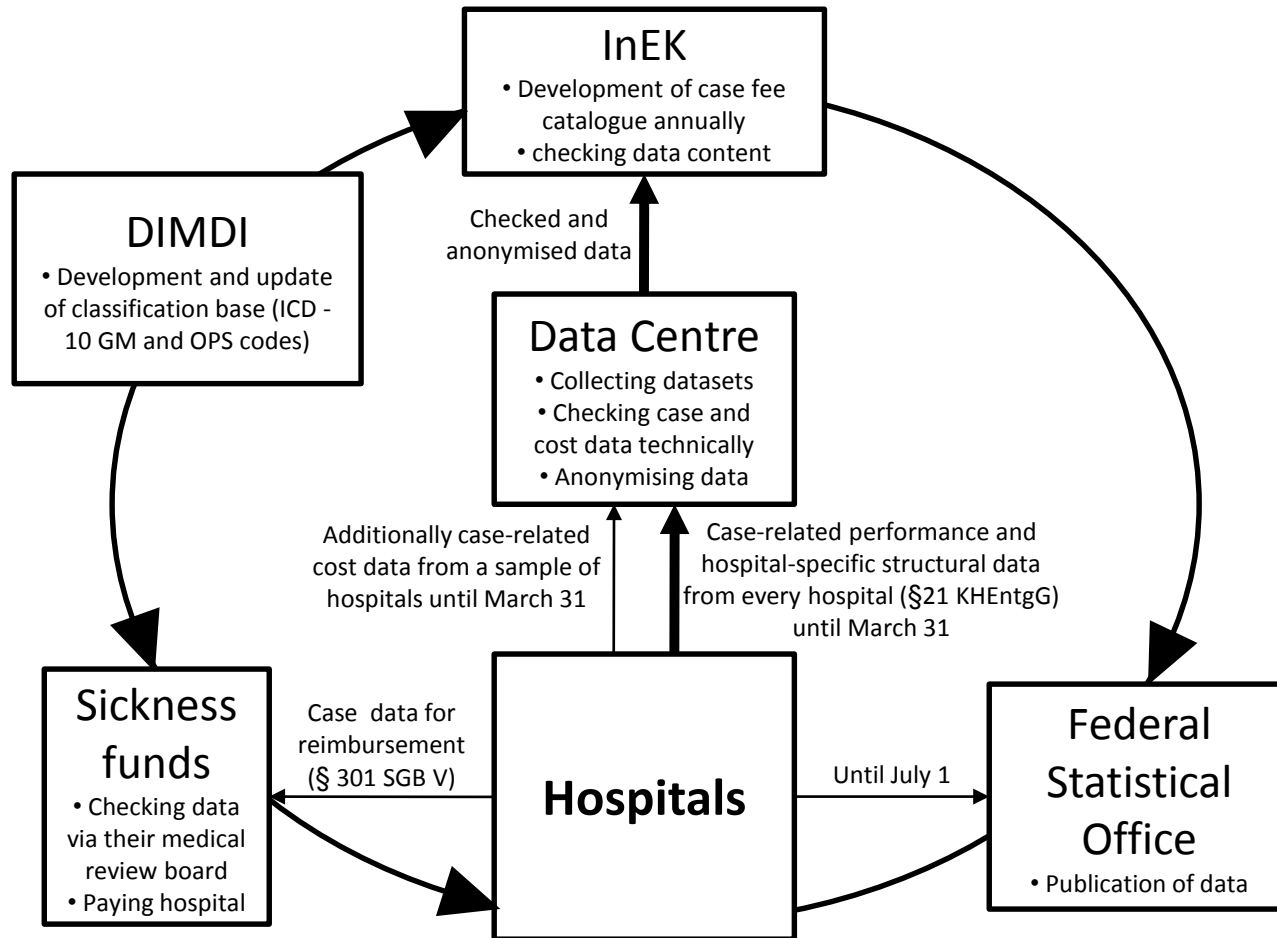 InEK
• Development of case fee
catalogue annually
• checking data content
DIMDI
• Development and update
of classification base (ICD -
10 GM and OPS codes)
Checked and
anonymised data
Data Centre
• Collecting datasets
• Checking case and
cost data technically
• Anonymising data
Additionally case-related
cost data from a sample of
hospitals until March 31
Case-related performance and
hospital-specific structural data
from every hospital (§21 KHEntgG)
until March 31
Sickness
funds
• Checking data
via their medical
review board
• Paying hospital
Case data for
reimbursement
(§ 301 SGB V)
Hospitals
Until July 1
Federal
Statistical
Office
• Publication of data